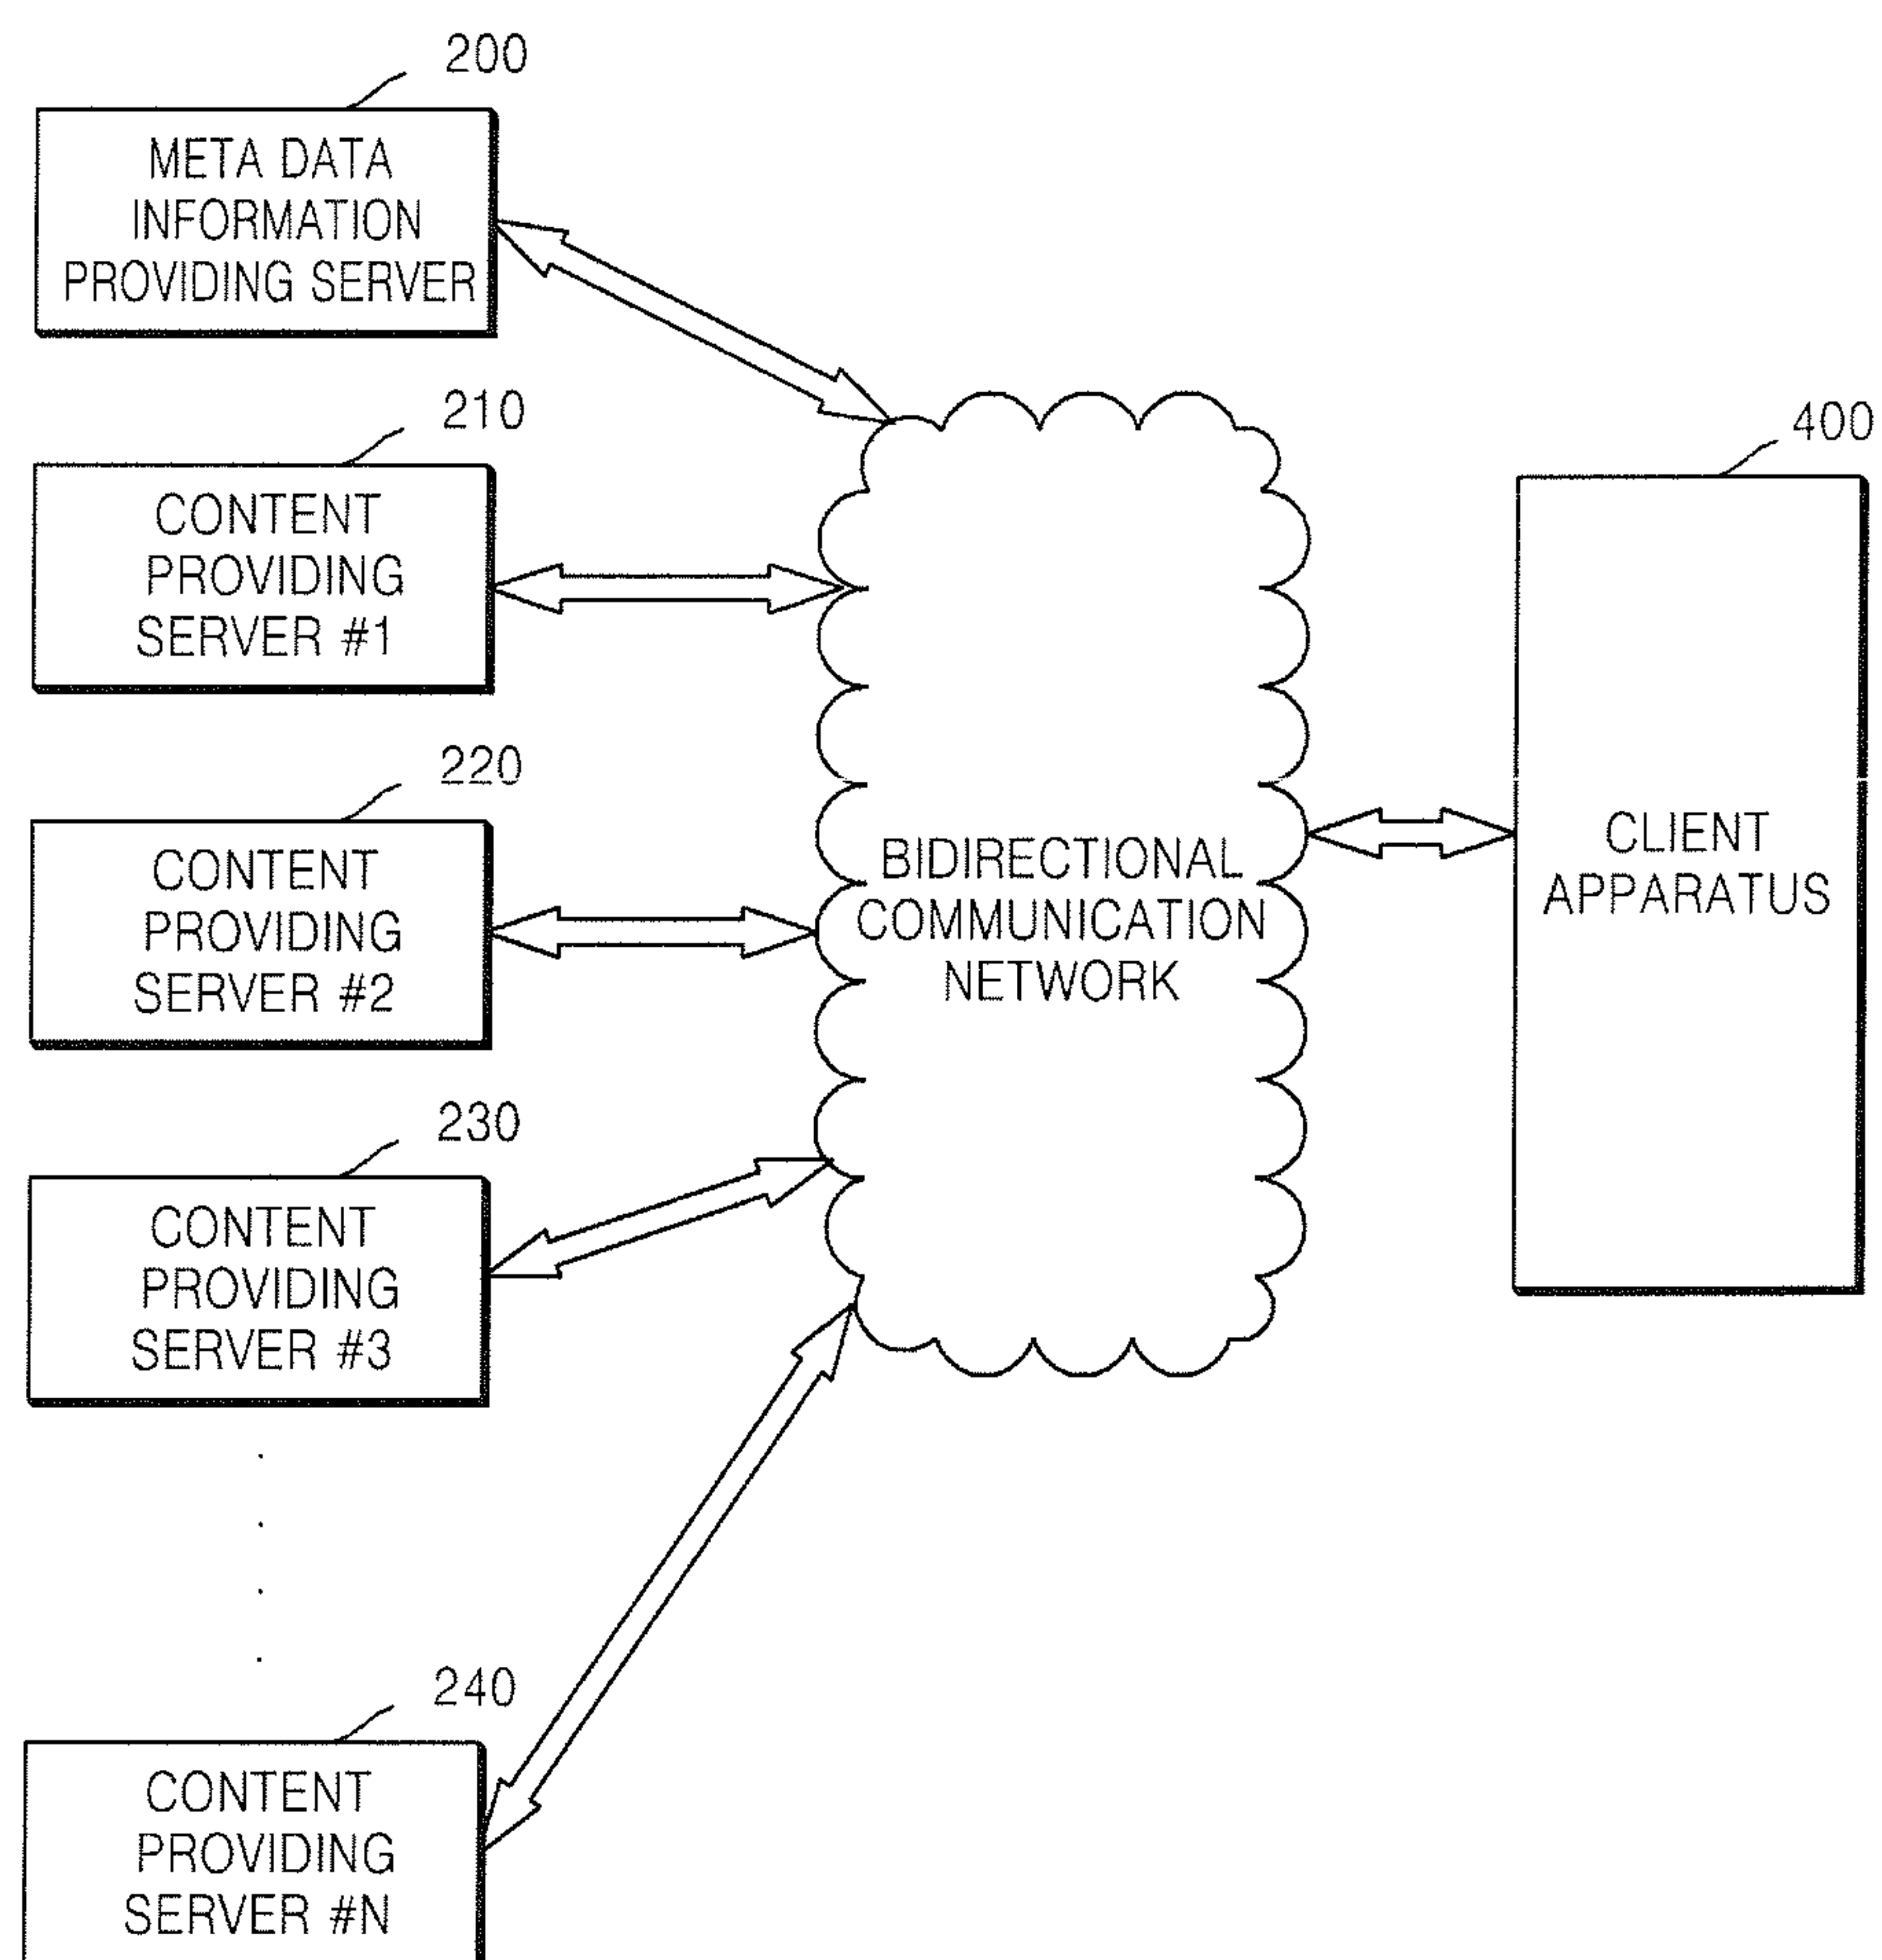 200
META DATA
INFORMATION
PROVIDING SERVER
210
CONTENT
PROVIDING
SERVER #1
220
CONTENT
PROVIDING
SERVER #2
230
CONTENT
PROVIDING
SERVER #3
240
CONTENT
PROVIDING
SERVER #N
BIDIRECTIONAL
COMMUNICATION
NETWORK
400
CLIENT
APPARATUS